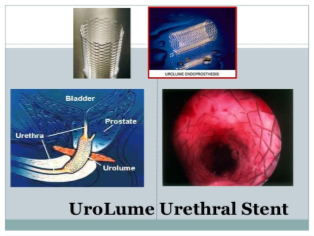 UROLUME ENDOPROSTHESIS
Bladder
Prostate
Urethra
Urolume
UroLume Urethral Stent